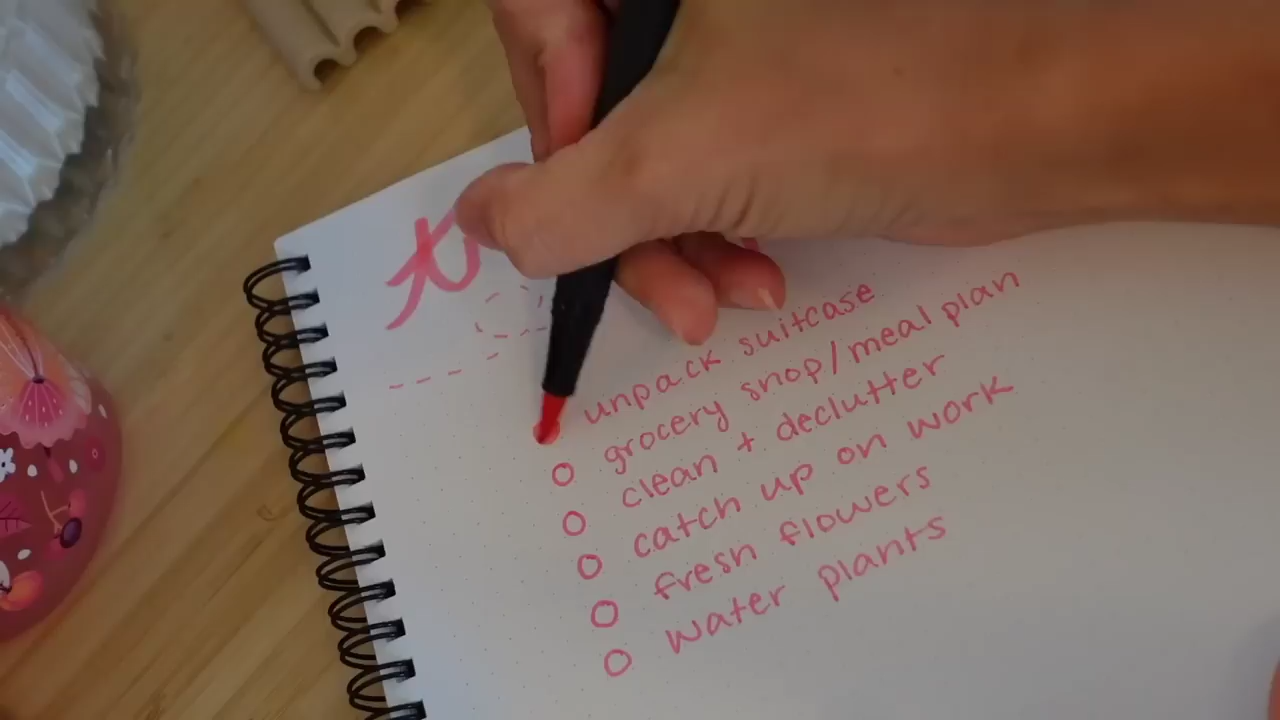 unpack suitcase
grocery shop/meal plan
clean + declutter
catch up on work
fresh flowers
water plants